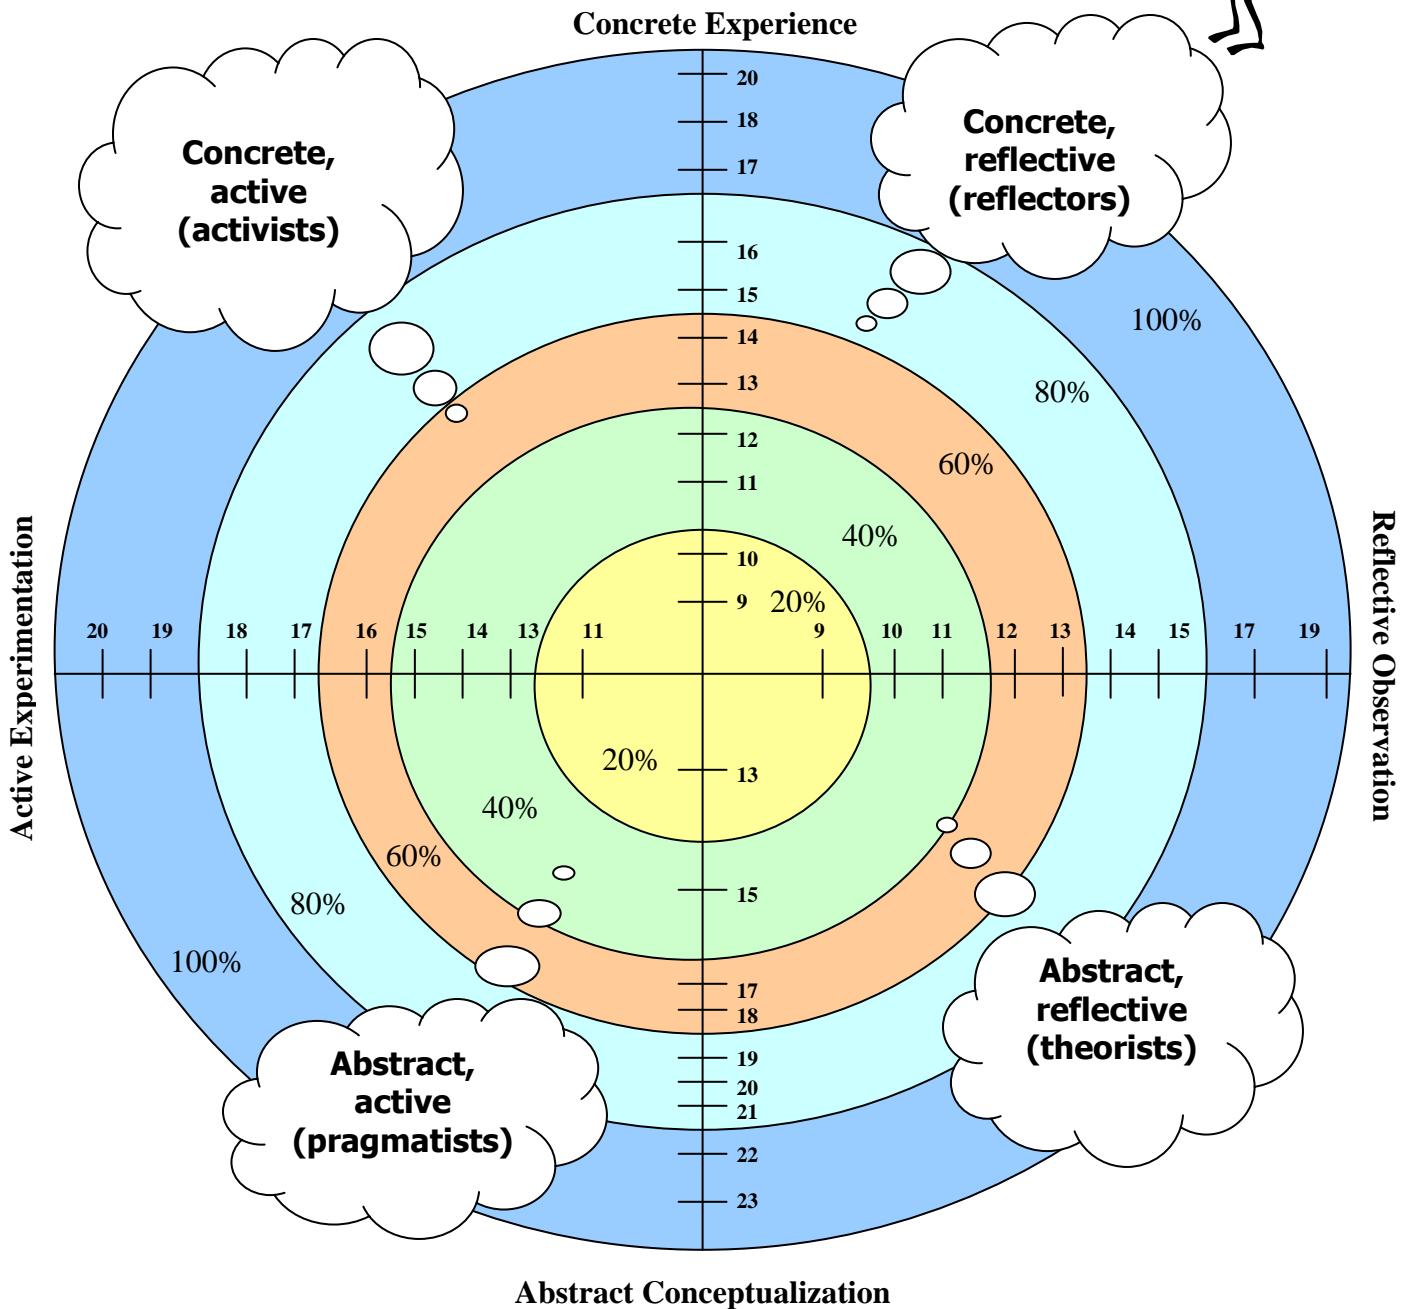 Concrete Experience
20
18
17
16
15
14
13
12
11
10
9
13
15
17
18
19
20
21
22
23
Concrete,
active
(activists)
Concrete,
reflective
(reflectors)
100%
80%
60%
40%
20%
20 19 18 17 16 15 14 13 11 9 10 11 12 13 14 15 17 19
Active Experimentation
Reflective Observation
20%
40%
60%
80%
100%
Abstract,
active
(pragmatists)
Abstract,
reflective
(theorists)
Abstract Conceptualization